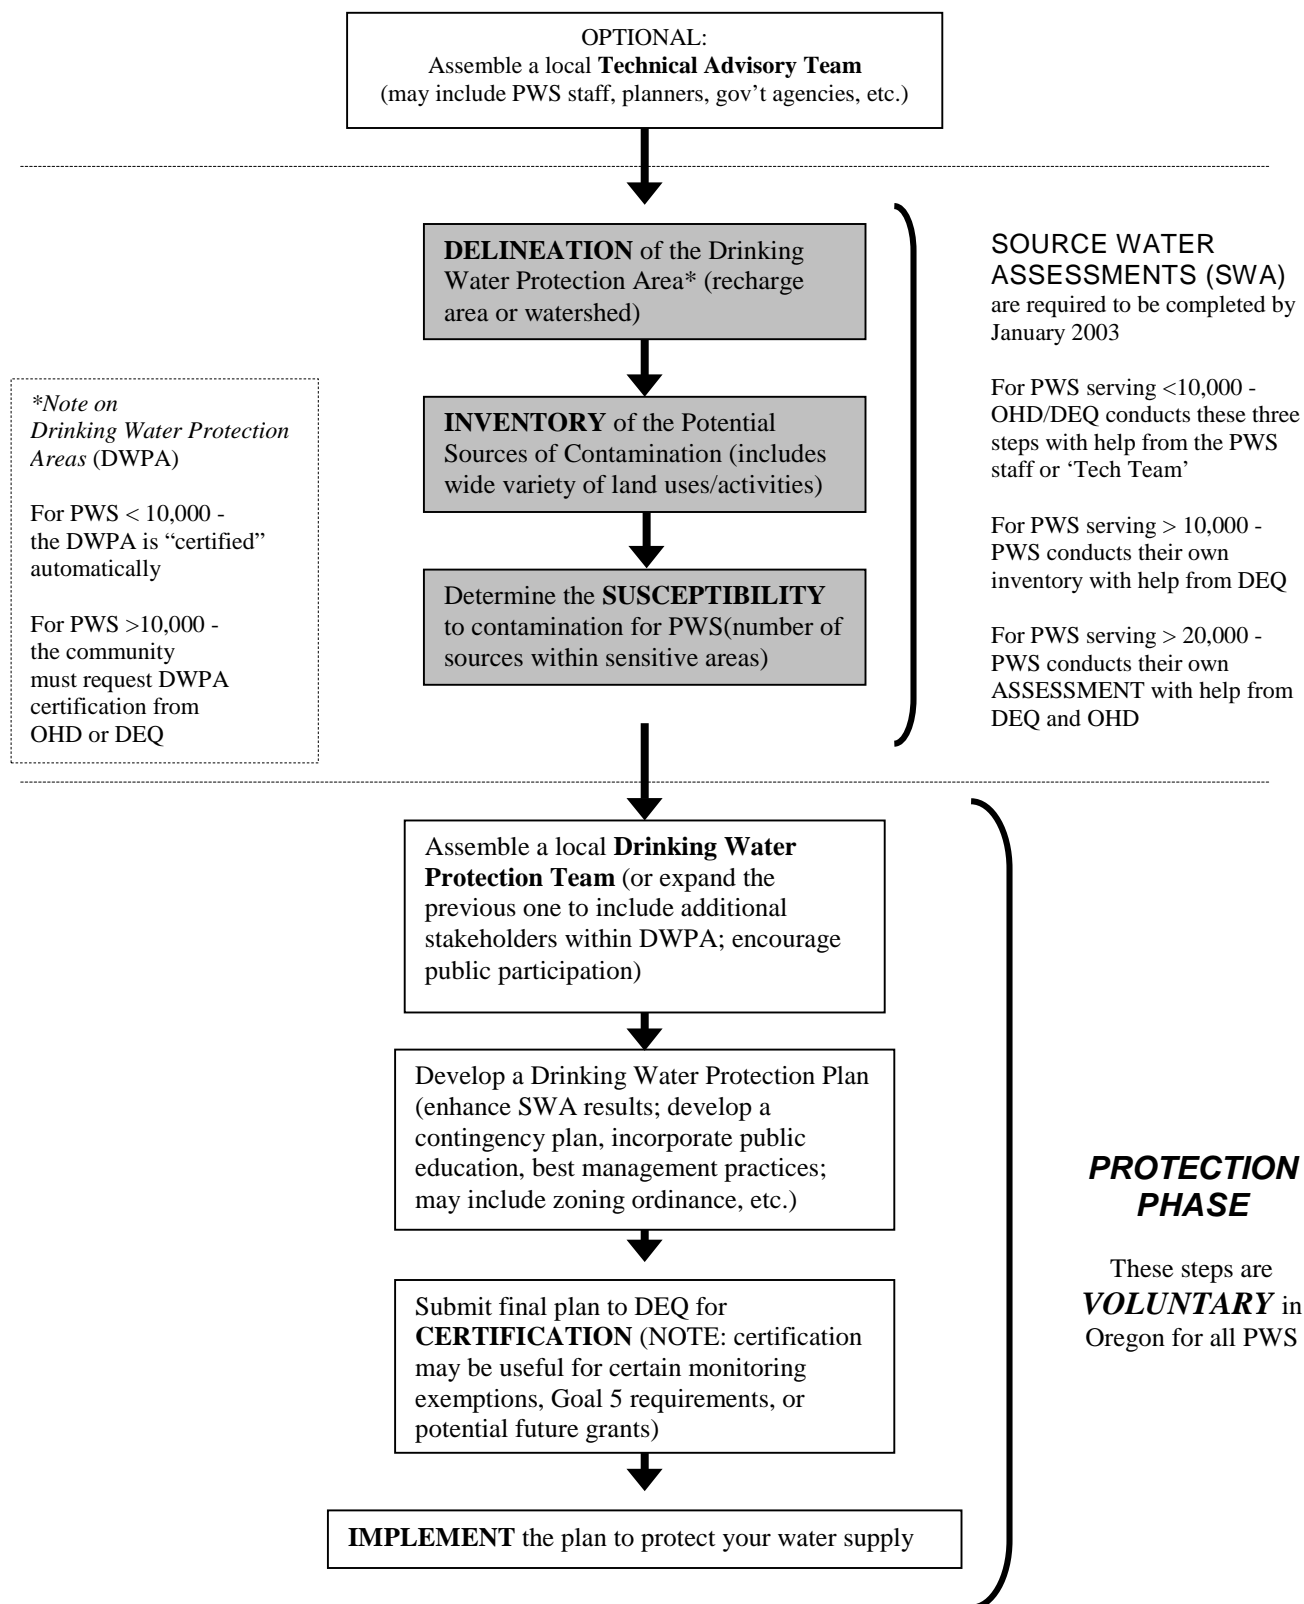 OPTIONAL:
Assemble a local Technical Advisory Team
(may include PWS staff, planners, gov’t agencies, etc.)
DELINEATION of the Drinking
Water Protection Area* (recharge
area or watershed)
INVENTORY of the Potential
Sources of Contamination (includes
wide variety of land uses/activities)
Determine the SUSCEPTIBILITY
to contamination for PWS(number of
sources within sensitive areas)
SOURCE WATER
ASSESSMENTS (SWA)
are required to be completed by
January 2003
For PWS serving <10,000 -
OHD/DEQ conducts these three
steps with help from the PWS
staff or ‘Tech Team’
For PWS serving > 10,000 -
PWS conducts their own
inventory with help from DEQ
For PWS serving > 20,000 -
PWS conducts their own
ASSESSMENT with help from
DEQ and OHD
*Note on
Drinking Water Protection
Areas (DWPA)
For PWS < 10,000 -
the DWPA is “certified”
automatically
For PWS >10,000 -
the community
must request DWPA
certification from
OHD or DEQ
Assemble a local Drinking Water
Protection Team (or expand the
previous one to include additional
stakeholders within DWPA; encourage
public participation)
Develop a Drinking Water Protection Plan
(enhance SWA results; develop a
contingency plan, incorporate public
education, best management practices;
may include zoning ordinance, etc.)
Submit final plan to DEQ for
CERTIFICATION (NOTE: certification
may be useful for certain monitoring
exemptions, Goal 5 requirements, or
potential future grants)
IMPLEMENT the plan to protect your water supply
PROTECTION
PHASE
These steps are
VOLUNTARY in
Oregon for all PWS